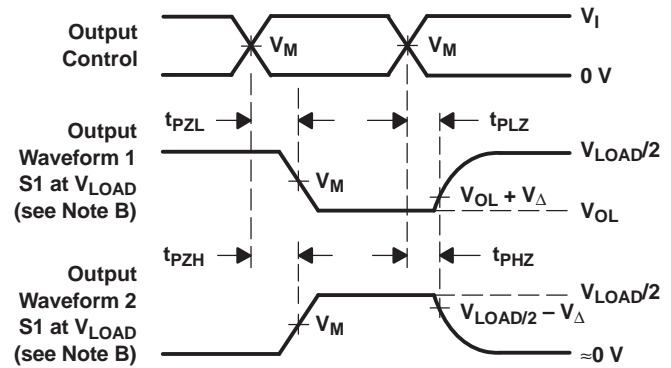 Output
Control
V_M
V_M
V_I
0 V
t_PZL
t_PLZ
Output
Waveform 1
S1 at V_LOAD
(see Note B)
V_M
V_LOAD/2
V_OL + V_Δ
V_OL
t_PZH
t_PHZ
Output
Waveform 2
S1 at V_LOAD
(see Note B)
V_M
V_LOAD/2
V_LOAD/2 − V_Δ
≈0 V